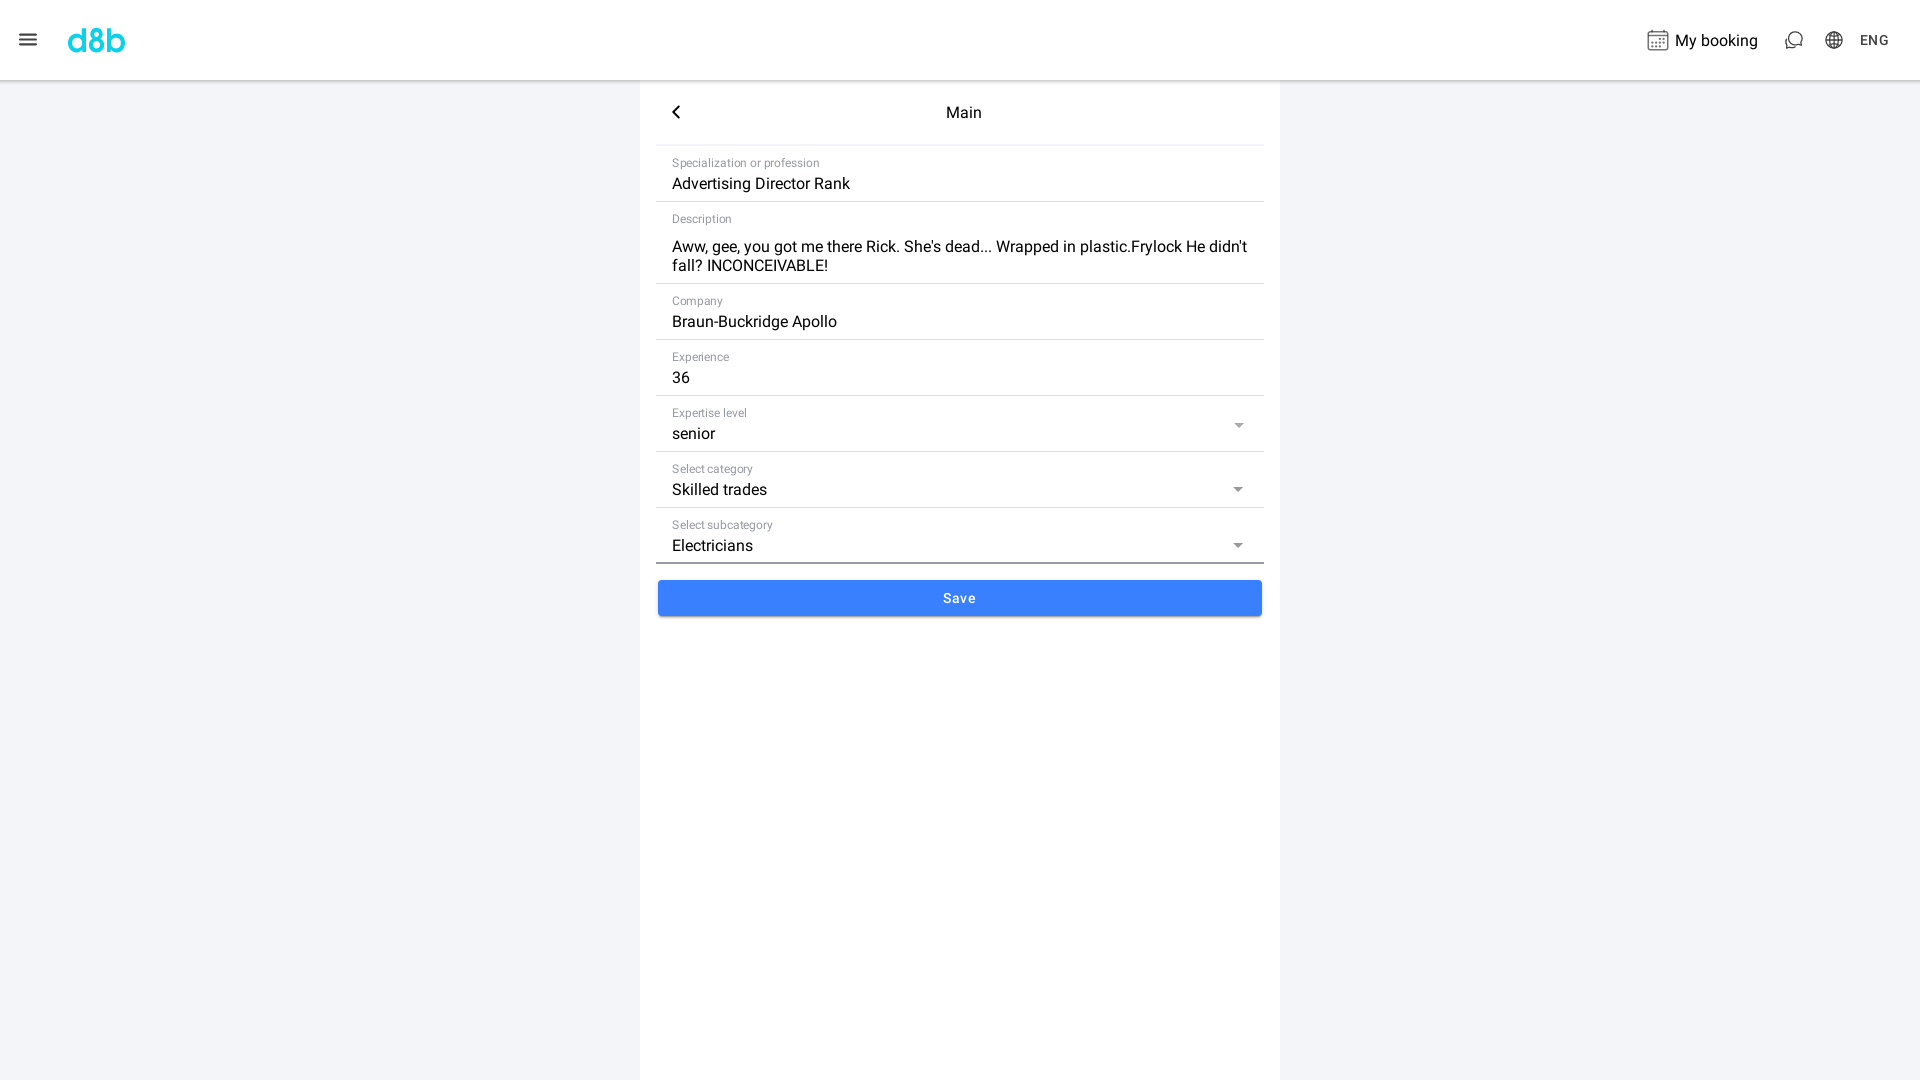 d8b
My booking
ENG
Main
Specialization or profession
Advertising Director Rank
Description
Aww, gee, you got me there Rick. She's dead... Wrapped in plastic.Frylock He didn't
fall? INCONCEIVABLE!
Company
Braun-Buckridge Apollo
Experience
36
Expertise level
senior
Select category
Skilled trades
Select subcategory
Electricians
Save